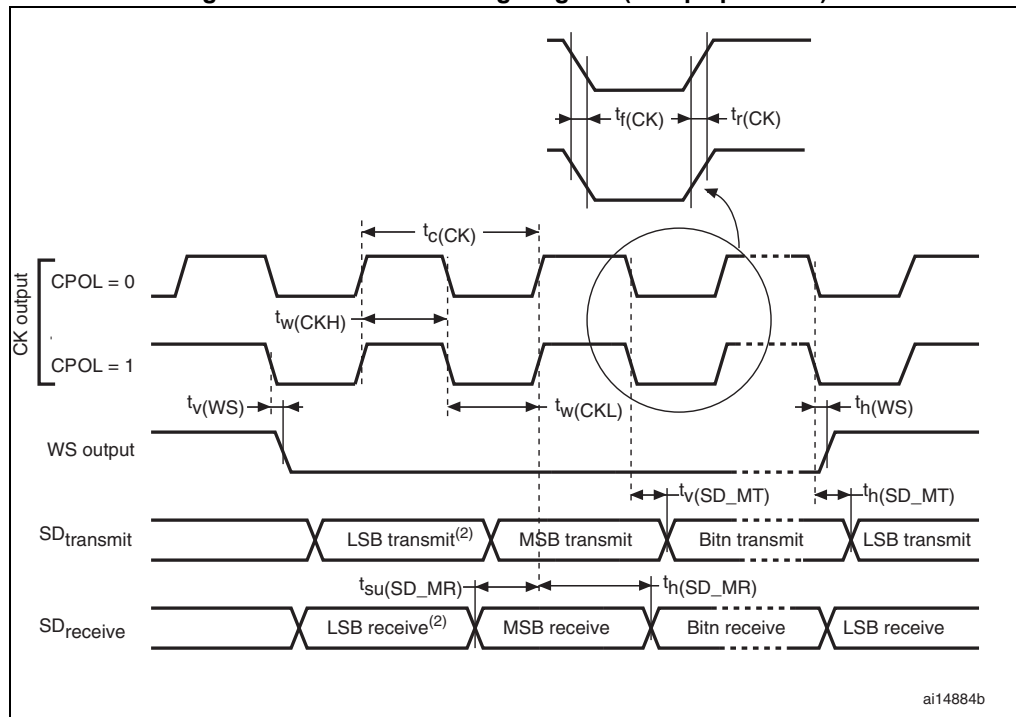 tf(CK)
tr(CK)
tc(CK)
CK output
CPOL = 0
tw(CKH)
CPOL = 1
tv(WS)
tw(CKL)
th(WS)
WS output
tv(SD_MT)
th(SD_MT)
SDtransmit
LSB transmit(2)
MSB transmit
Bitn transmit
LSB transmit
tsu(SD_MR)
th(SD_MR)
SDreceive
LSB receive(2)
MSB receive
Bitn receive
LSB receive
ai14884b